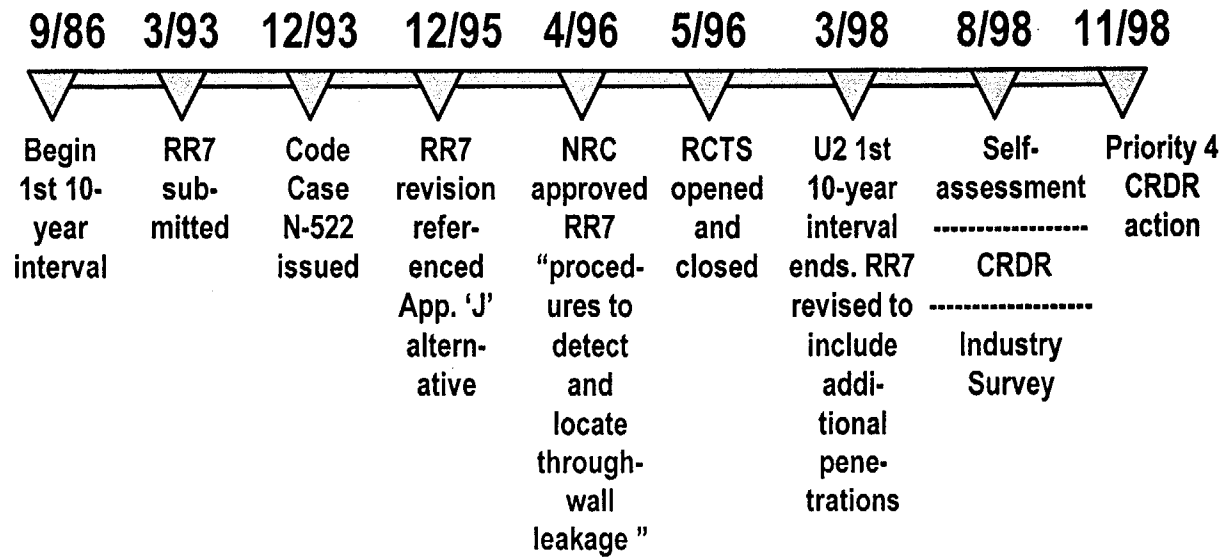 9/86 3/93 12/93 12/95 4/96 5/96 3/98 8/98 11/98
Begin
1st 10-
year
interval
RR7
sub-
mitted
Code
Case
N-522
issued
RR7
revision
refer-
enced
App. ‘J’
altern-
ative
NRC
approved
RR7
“proced-
ures to
detect
and
locate
through-
wall
leakage ”
RCTS
opened
and
closed
U2 1st
10-year
interval
ends. RR7
revised to
include
addi-
tional
pene-
trations
Self-
assessment
------------------
CRDR
------------------
Industry
Survey
Priority 4
CRDR
action